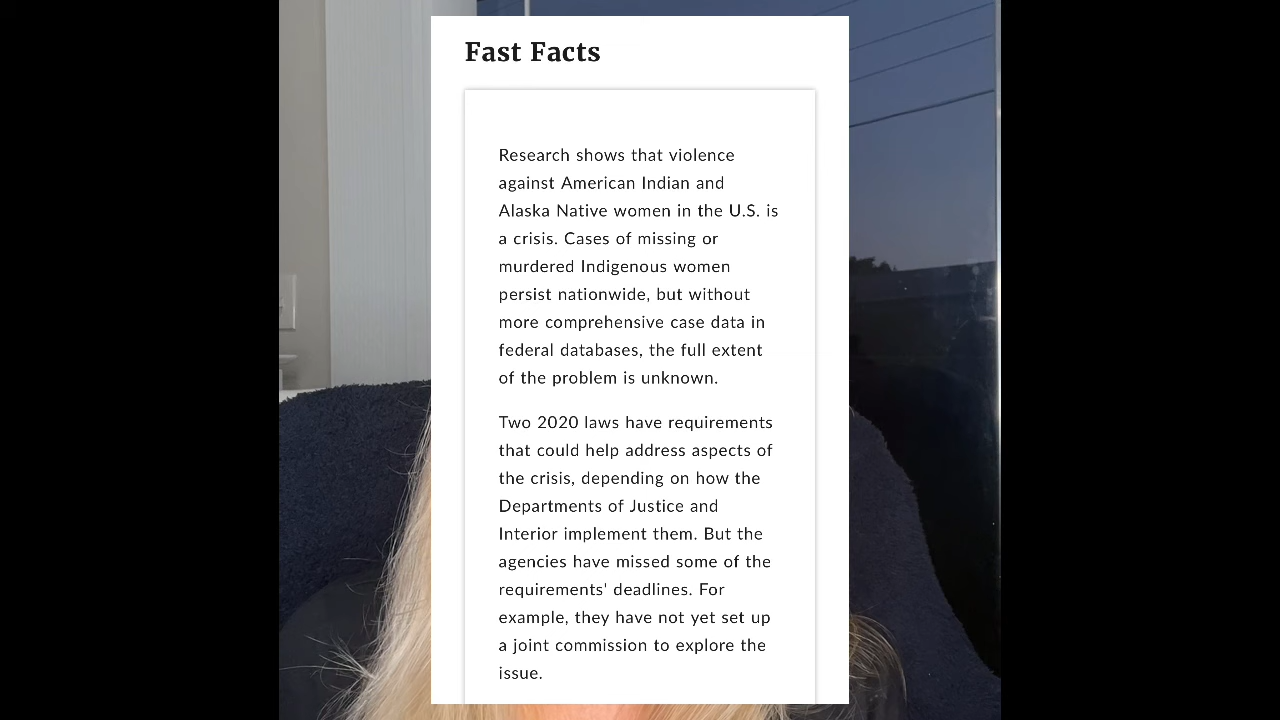 Fast Facts
Research shows that violence
against American Indian and
Alaska Native women in the U.S. is
a crisis. Cases of missing or
murdered Indigenous women
persist nationwide, but without
more comprehensive case data in
federal databases, the full extent
of the problem is unknown.
Two 2020 laws have requirements
that could help address aspects of
the crisis, depending on how the
Departments of Justice and
Interior implement them. But the
agencies have missed some of the
requirements' deadlines. For
example, they have not yet set up
a joint commission to explore the
issue.